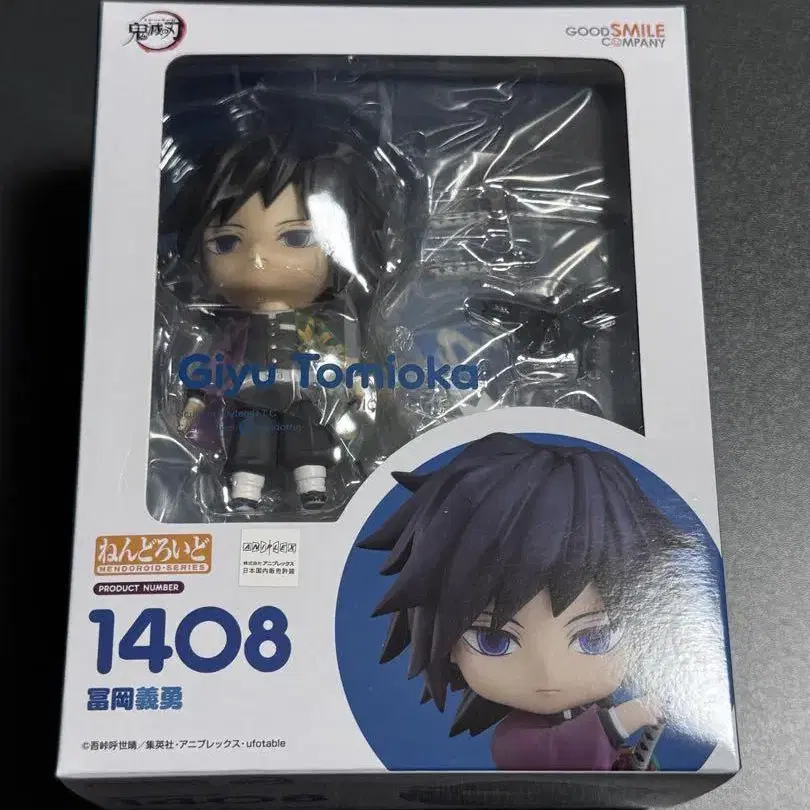 鬼滅の刃
GOODSMILE
COMPANY
Giyu Tomioka
ねんどろいど
NENDOROID·SERIES
PRODUCT NUMBER
1408
冨岡義勇
ANIPLEX
株式会社アニプレックス
日本国内販売許諾
©吾峠呼世晴／集英社・アニプレックス・ufotable
1408